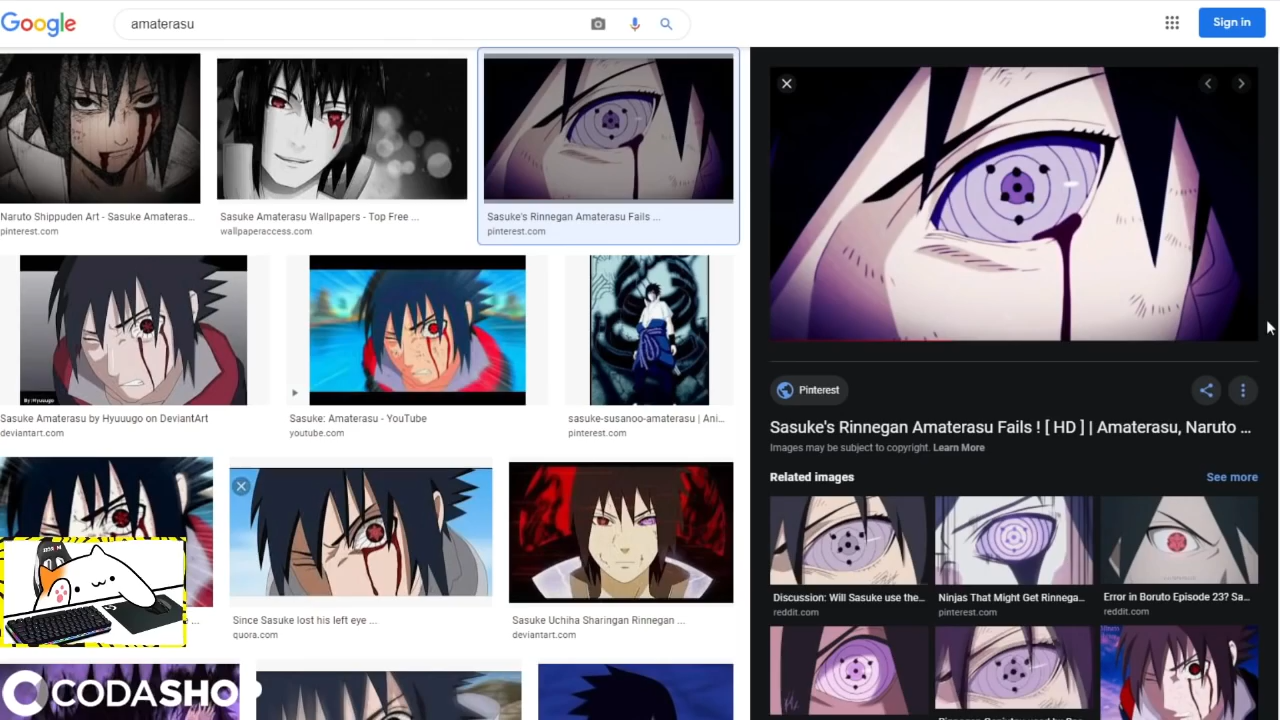 Google
amaterasu
Sign in
Naruto Shippuden Art - Sasuke Amateras...
pinterest.com
Sasuke Amaterasu Wallpapers - Top Free ...
wallpaperaccess.com
Sasuke's Rinnegan Amaterasu Fails ...
pinterest.com
Sasuke Amaterasu by Hyuuugo on DeviantArt
deviantart.com
Sasuke: Amaterasu - YouTube
youtube.com
sasuke-susanoo-amaterasu | Ani...
pinterest.com
...
Since Sasuke lost his left eye ...
quora.com
Sasuke Uchiha Sharingan Rinnegan ...
deviantart.com
CODASHOP
Pinterest
Sasuke's Rinnegan Amaterasu Fails ! [ HD ] | Amaterasu, Naruto ...
Images may be subject to copyright. Learn More
Related images
See more
Discussion: Will Sasuke use the...
reddit.com
Ninjas That Might Get Rinnega...
pinterest.com
Error in Boruto Episode 23? Sa...
reddit.com